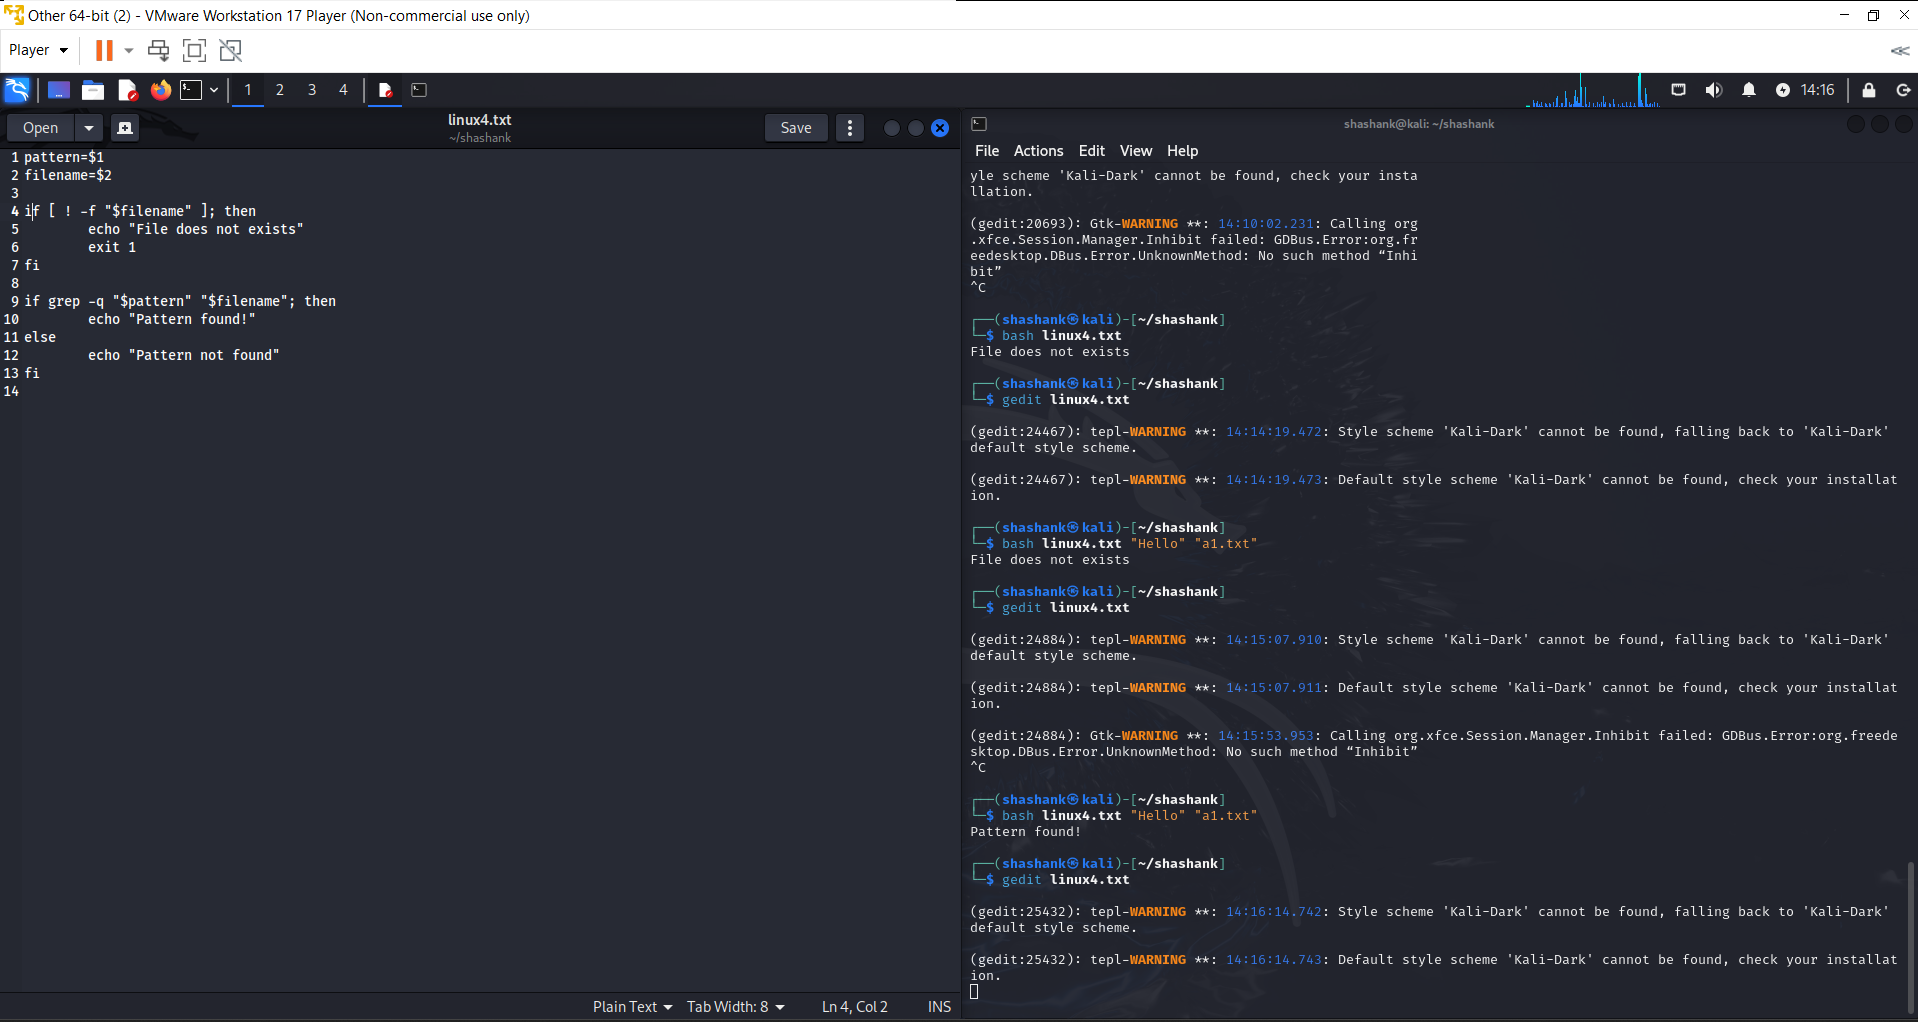 Other 64-bit (2) - VMware Workstation 17 Player (Non-commercial use only)
Player
1 2 3 4
14:16
Open
linux4.txt
~/shashank
Save
1 pattern=$1
2 filename=$2
3
4 if [ ! -f "$filename" ]; then
5 echo "File does not exists"
6 exit 1
7 fi
8
9 if grep -q "$pattern" "$filename"; then
10 echo "Pattern found!"
11 else
12 echo "Pattern not found"
13 fi
14
Plain Text Tab Width: 8 Ln 4, Col 2 INS
shashank@kali: ~/shashank
File Actions Edit View Help
yle scheme 'Kali-Dark' cannot be found, check your insta
llation.
(gedit:20693): Gtk-WARNING **: 14:10:02.231: Calling org
.xfce.Session.Manager.Inhibit failed: GDBus.Error:org.fr
eedesktop.DBus.Error.UnknownMethod: No such method “Inhi
bit”
^C
┌──(shashank㉿kali)-[~/shashank]
└─$ bash linux4.txt
File does not exists
┌──(shashank㉿kali)-[~/shashank]
└─$ gedit linux4.txt
(gedit:24467): tepl-WARNING **: 14:14:19.472: Style scheme 'Kali-Dark' cannot be found, falling back to 'Kali-Dark'
default style scheme.
(gedit:24467): tepl-WARNING **: 14:14:19.473: Default style scheme 'Kali-Dark' cannot be found, check your installat
ion.
┌──(shashank㉿kali)-[~/shashank]
└─$ bash linux4.txt "Hello" "a1.txt"
File does not exists
┌──(shashank㉿kali)-[~/shashank]
└─$ gedit linux4.txt
(gedit:24884): tepl-WARNING **: 14:15:07.910: Style scheme 'Kali-Dark' cannot be found, falling back to 'Kali-Dark'
default style scheme.
(gedit:24884): tepl-WARNING **: 14:15:07.911: Default style scheme 'Kali-Dark' cannot be found, check your installat
ion.
(gedit:24884): Gtk-WARNING **: 14:15:53.953: Calling org.xfce.Session.Manager.Inhibit failed: GDBus.Error:org.freede
sktop.DBus.Error.UnknownMethod: No such method “Inhibit”
^C
┌──(shashank㉿kali)-[~/shashank]
└─$ bash linux4.txt "Hello" "a1.txt"
Pattern found!
┌──(shashank㉿kali)-[~/shashank]
└─$ gedit linux4.txt
(gedit:25432): tepl-WARNING **: 14:16:14.742: Style scheme 'Kali-Dark' cannot be found, falling back to 'Kali-Dark'
default style scheme.
(gedit:25432): tepl-WARNING **: 14:16:14.743: Default style scheme 'Kali-Dark' cannot be found, check your installat
ion.